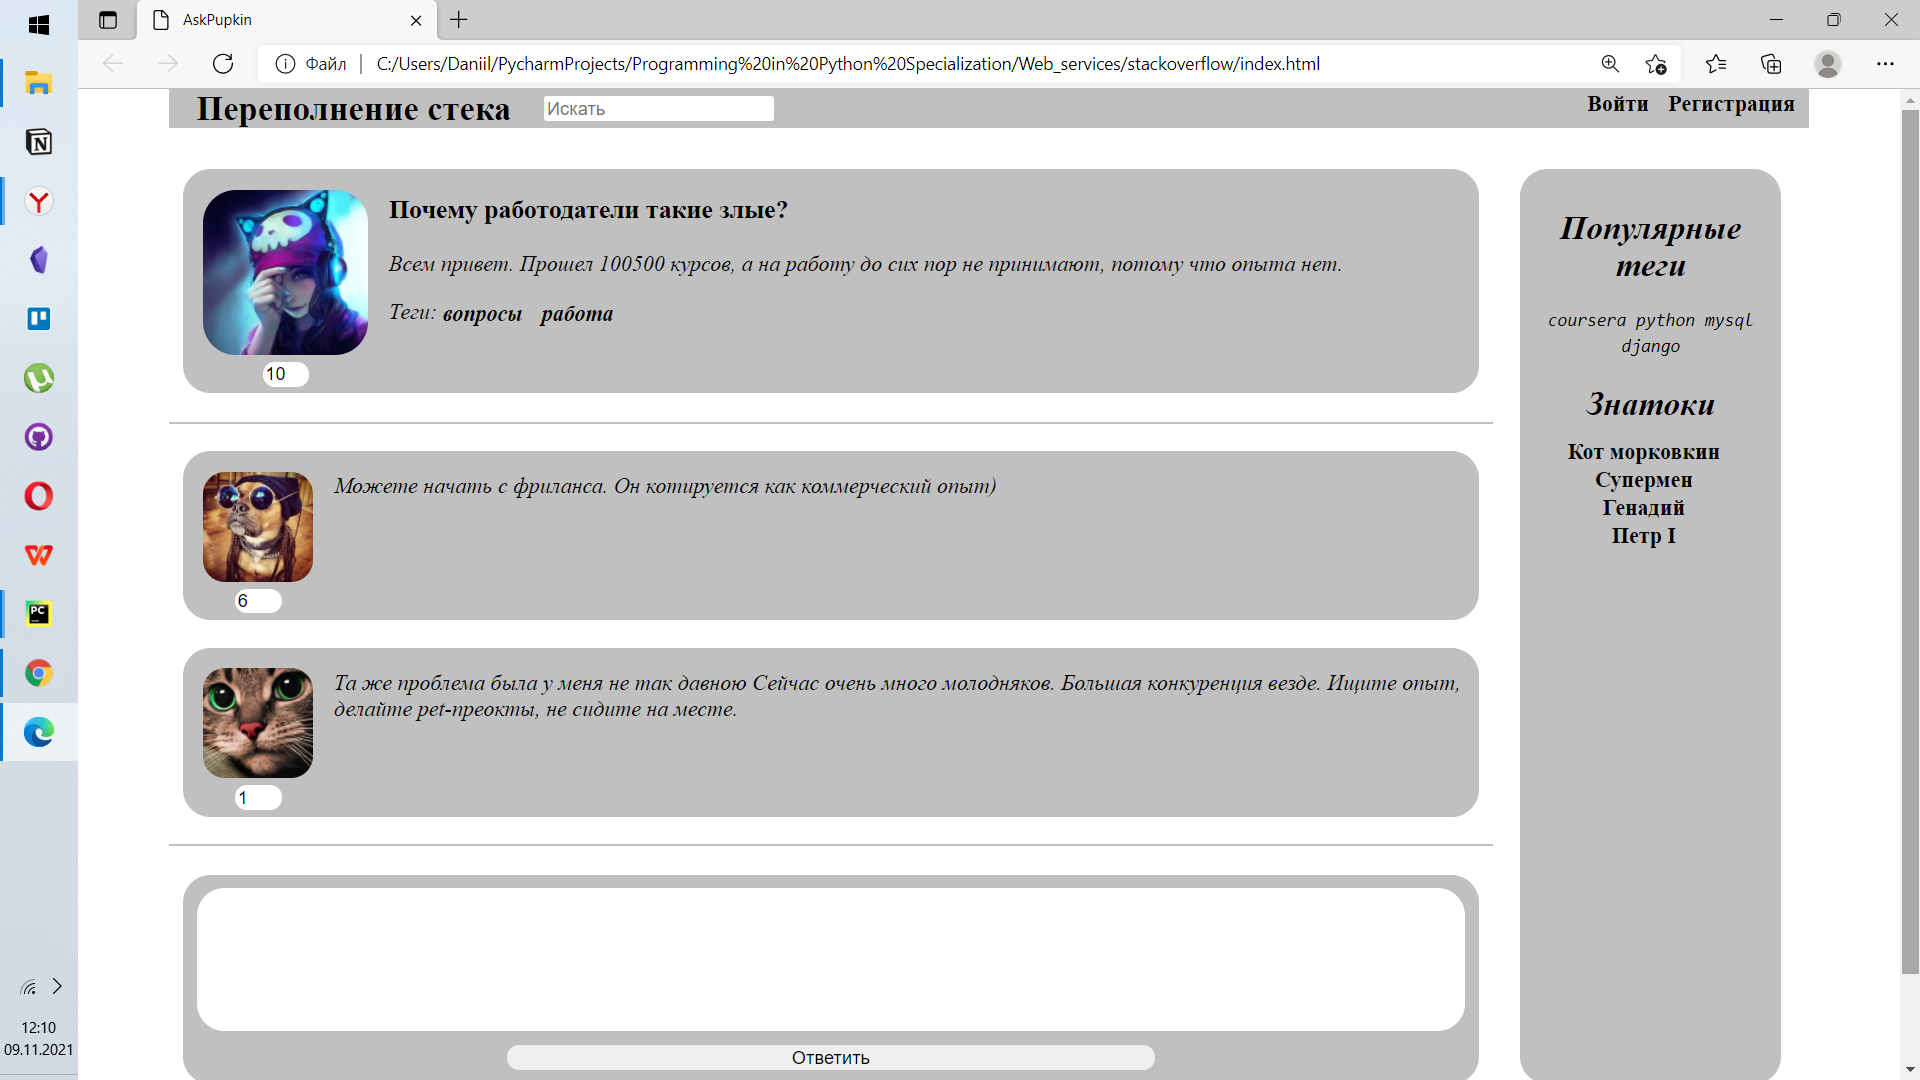 AskPupkin
Файл
C:/Users/Daniil/PycharmProjects/Programming%20in%20Python%20Specialization/Web_services/stackoverflow/index.html
Переполнение стека
Искать
Войти Регистрация
Почему работодатели такие злые?
Всем привет. Прошел 100500 курсов, а на работу до сих пор не принимают, потому что опыта нет.
Теги: вопросы работа
10
Можете начать с фриланса. Он котируется как коммерческий опыт)
6
Та же проблема была у меня не так давною Сейчас очень много молодняков. Большая конкуренция везде. Ищите опыт,
делайте pet-преокты, не сидите на месте.
1
Ответить
Популярные
теги
coursera python mysql
django
Знатоки
Кот морковкин
Супермен
Генадий
Петр I
PC
12:10
09.11.2021